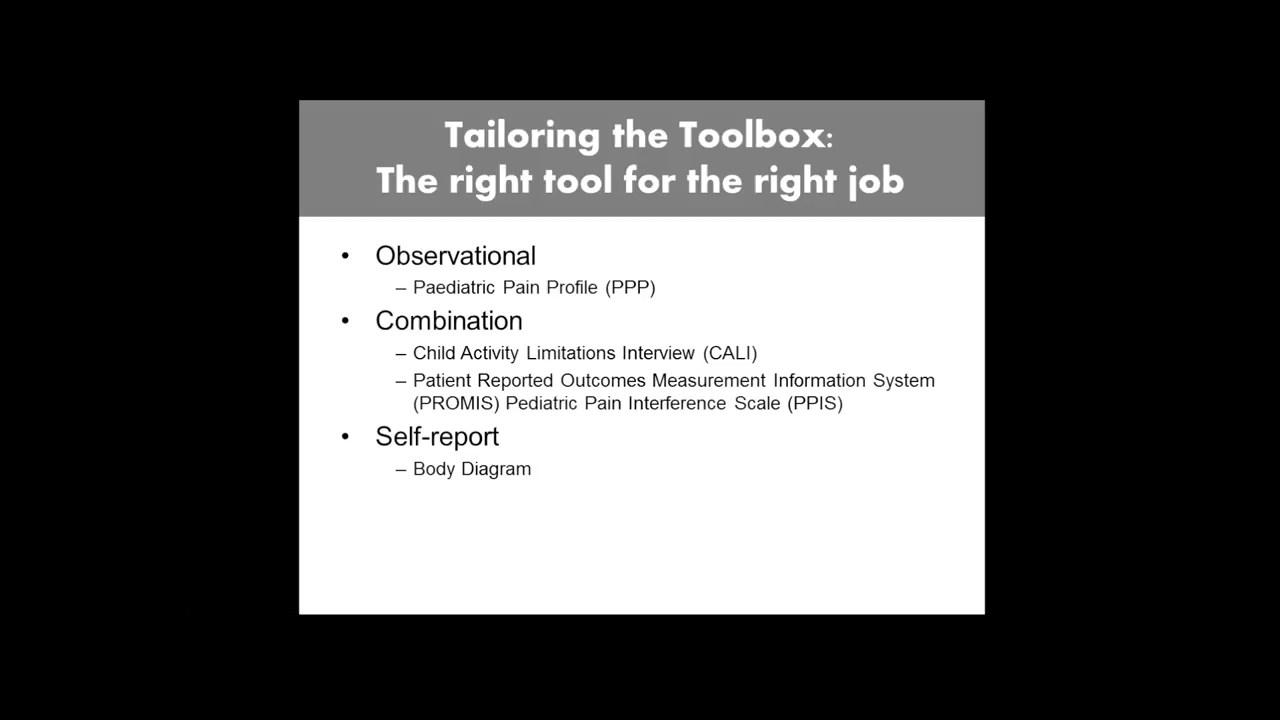 Tailoring the Toolbox:
The right tool for the right job
• Observational
– Paediatric Pain Profile (PPP)
• Combination
– Child Activity Limitations Interview (CALI)
– Patient Reported Outcomes Measurement Information System
(PROMIS) Pediatric Pain Interference Scale (PPIS)
• Self-report
– Body Diagram